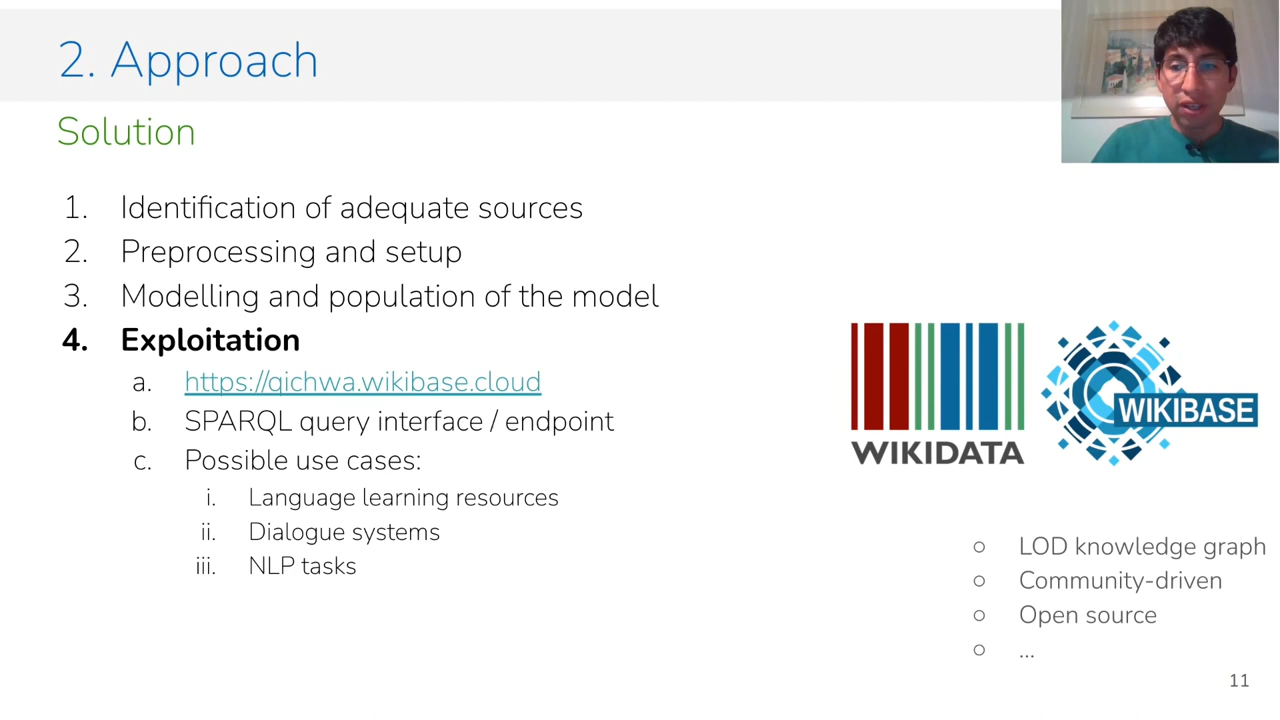 2. Approach
Solution
1. Identification of adequate sources
2. Preprocessing and setup
3. Modelling and population of the model
4. Exploitation
a. https://qichwa.wikibase.cloud
b. SPARQL query interface / endpoint
c. Possible use cases:
i. Language learning resources
ii. Dialogue systems
iii. NLP tasks
WIKIDATA
WIKIBASE
○ LOD knowledge graph
○ Community-driven
○ Open source
○ ...
11